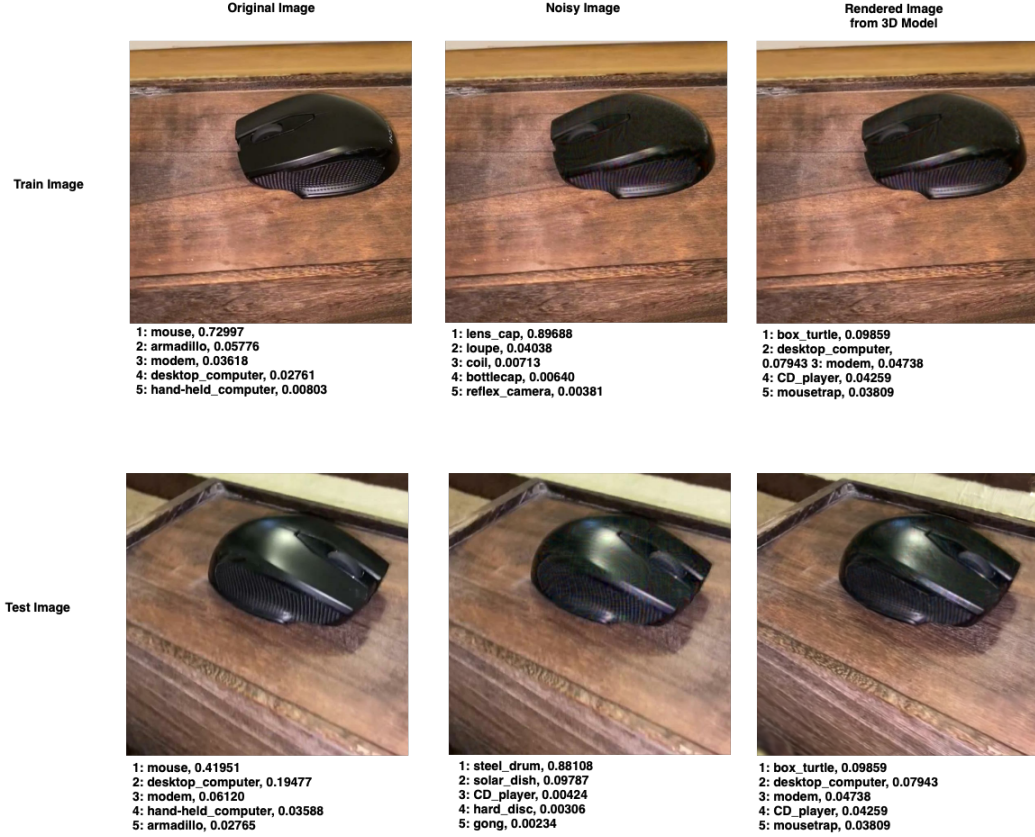 Original Image
Noisy Image
Rendered Image
from 3D Model
Train Image
1: mouse, 0.72997
2: armadillo, 0.05776
3: modem, 0.03618
4: desktop_computer, 0.02761
5: hand-held_computer, 0.00803
1: lens_cap, 0.89688
2: loupe, 0.04038
3: coil, 0.00713
4: bottlecap, 0.00640
5: reflex_camera, 0.00381
1: box_turtle, 0.09859
2: desktop_computer,
0.07943 3: modem, 0.04738
4: CD_player, 0.04259
5: mousetrap, 0.03809
Test Image
1: mouse, 0.41951
2: desktop_computer, 0.19477
3: modem, 0.06120
4: hand-held_computer, 0.03588
5: armadillo, 0.02765
1: steel_drum, 0.88108
2: solar_dish, 0.09787
3: CD_player, 0.00424
4: hard_disc, 0.00306
5: gong, 0.00234
1: box_turtle, 0.09859
2: desktop_computer, 0.07943
3: modem, 0.04738
4: CD_player, 0.04259
5: mousetrap, 0.03809